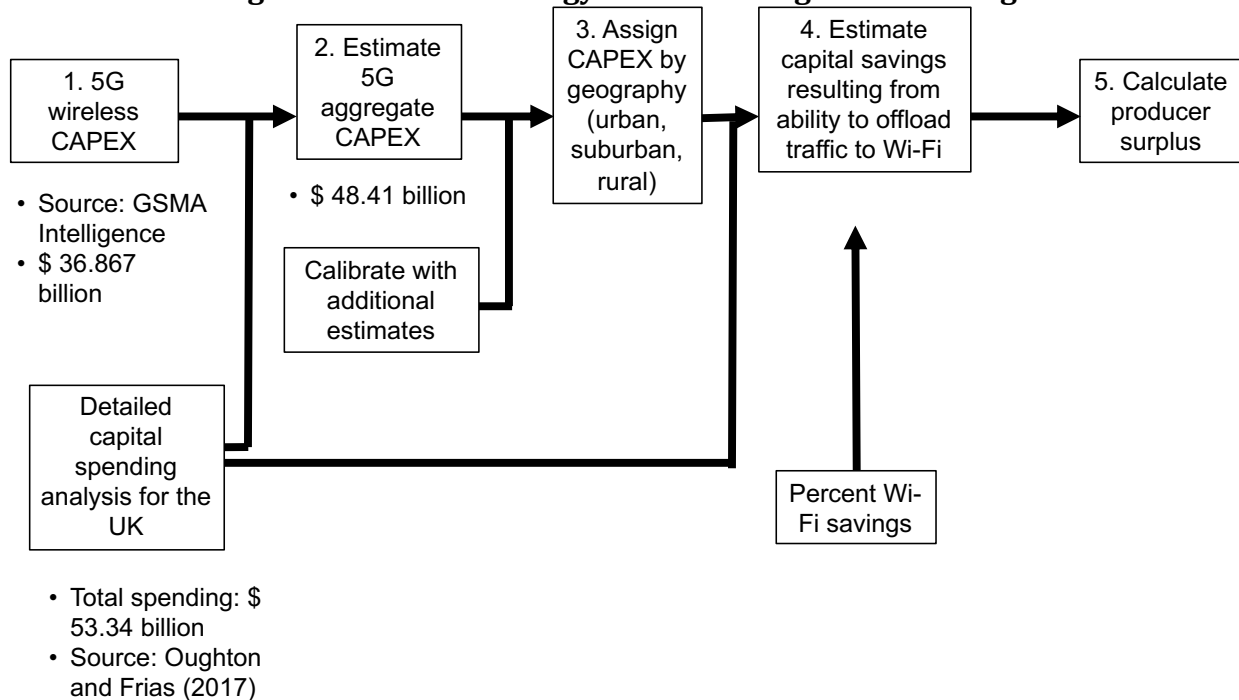 1. 5G
wireless
CAPEX
• Source: GSMA
Intelligence
• $ 36.867
billion
2. Estimate
5G
aggregate
CAPEX
• $ 48.41 billion
Calibrate with
additional
estimates
3. Assign
CAPEX by
geography
(urban,
suburban,
rural)
4. Estimate
capital savings
resulting from
ability to offload
traffic to Wi-Fi
5. Calculate
producer
surplus
Detailed
capital
spending
analysis for the
UK
• Total spending: $
53.34 billion
• Source: Oughton
and Frias (2017)
Percent Wi-
Fi savings